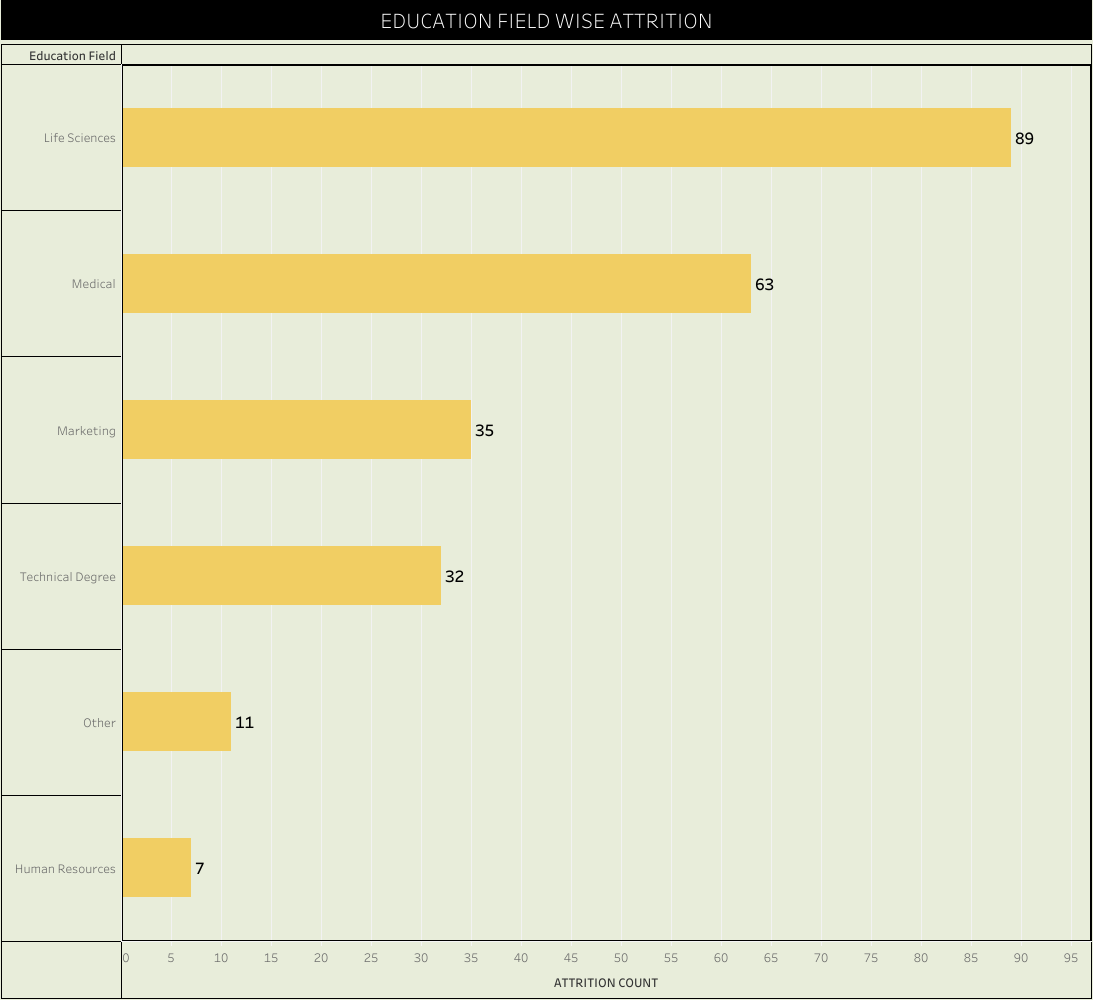 EDUCATION FIELD WISE ATTRITION
Education Field
Life Sciences 89
Medical 63
Marketing 35
Technical Degree 32
Other 11
Human Resources 7
0 5 10 15 20 25 30 35 40 45 50 55 60 65 70 75 80 85 90 95
ATTRITION COUNT